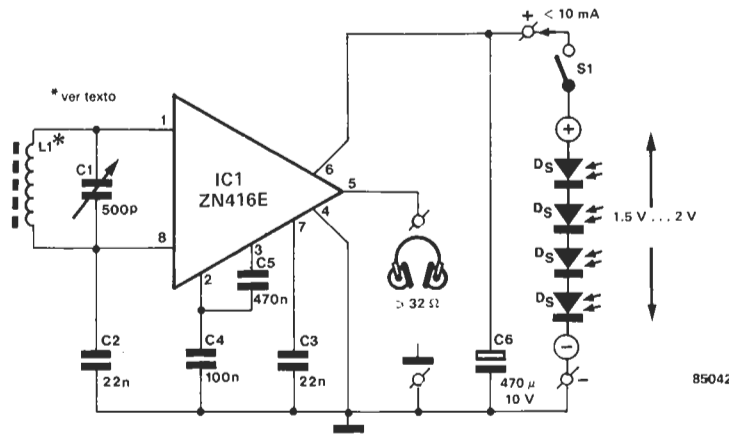 + < 10 mA
S1
* ver texto
L1*
C1
500p
1
8
IC1
ZN416E
6
5
4
7
3
2
C5
470n
> 32 Ω
C2
22n
C4
100n
C3
22n
C6
470 µ
10 V
+
DS
DS
DS
DS
1.5 V ... 2 V
−
−
85042